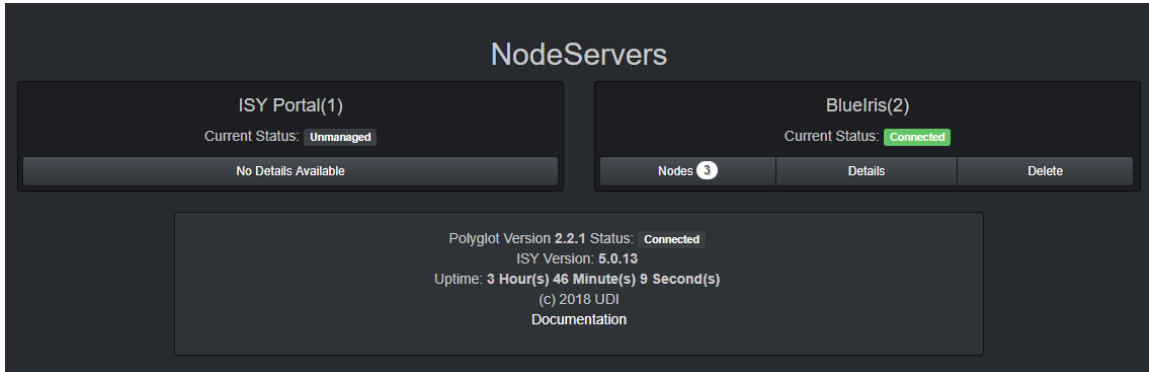 NodeServers
ISY Portal(1)
Current Status: Unmanaged
No Details Available
BlueIris(2)
Current Status: Connected
Nodes 3 Details Delete
Polyglot Version 2.2.1 Status: Connected
ISY Version: 5.0.13
Uptime: 3 Hour(s) 46 Minute(s) 9 Second(s)
(c) 2018 UDI
Documentation